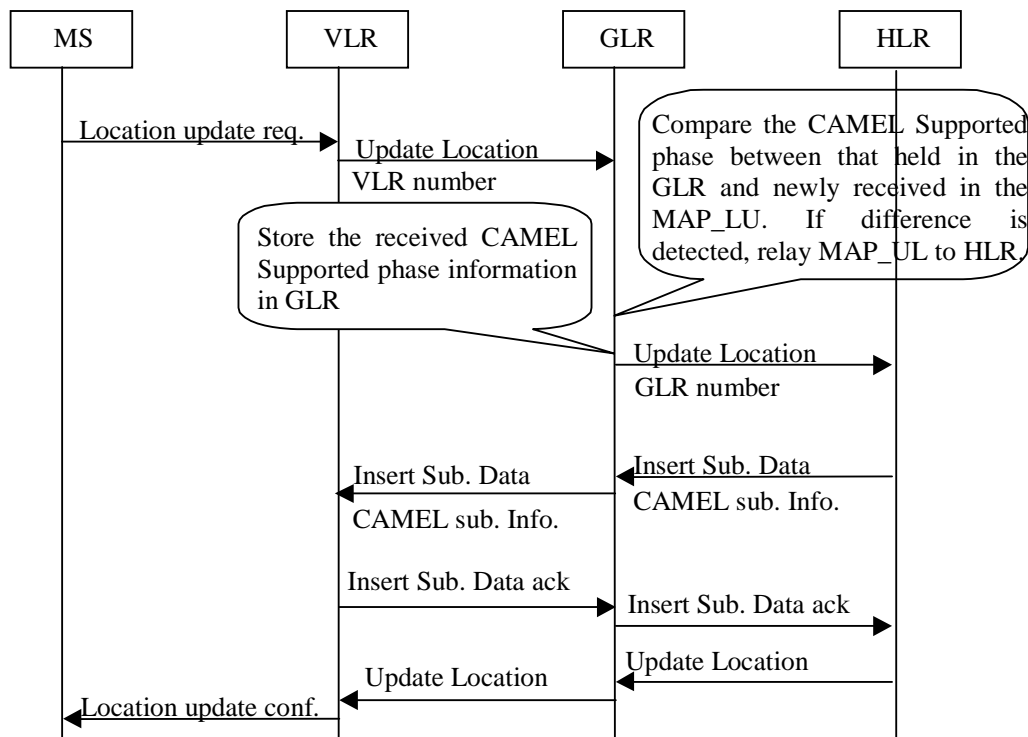 MS
VLR
GLR
HLR
Location update req.
Update Location
VLR number
Compare the CAMEL Supported
phase between that held in the
GLR and newly received in the
MAP_LU. If difference is
detected, relay MAP_UL to HLR.
Store the received CAMEL
Supported phase information
in GLR
Update Location
GLR number
Insert Sub. Data
CAMEL sub. Info.
Insert Sub. Data
CAMEL sub. Info.
Insert Sub. Data ack
Insert Sub. Data ack
Update Location
Update Location
Location update conf.